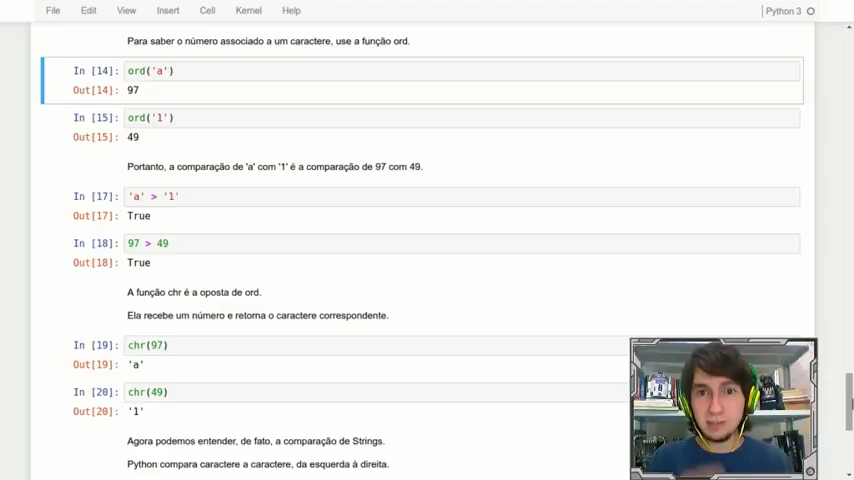 File Edit View Insert Cell Kernel Help Python 3
Para saber o número associado a um caractere, use a função ord.
In [14]: ord('a')
Out[14]: 97
In [15]: ord('1')
Out[15]: 49
Portanto, a comparação de 'a' com '1' é a comparação de 97 com 49.
In [17]: 'a' > '1'
Out[17]: True
In [18]: 97 > 49
Out[18]: True
A função chr é a oposta de ord.
Ela recebe um número e retorna o caractere correspondente.
In [19]: chr(97)
Out[19]: 'a'
In [20]: chr(49)
Out[20]: '1'
Agora podemos entender, de fato, a comparação de Strings.
Python compara caractere a caractere, da esquerda à direita.